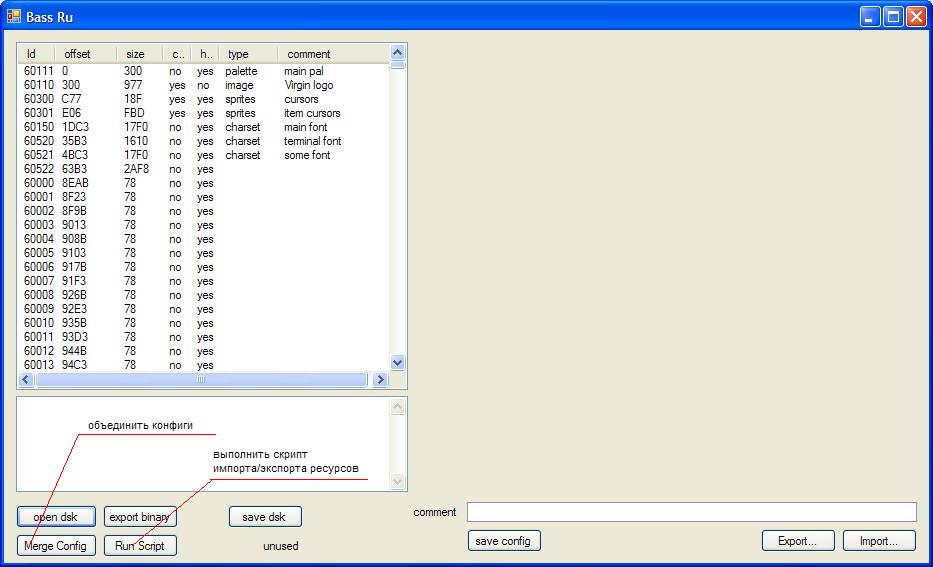 Bass Ru
Id offset size c.. h.. type comment
60111 0 300 no yes palette main pal
60110 300 977 yes no image Virgin logo
60300 C77 18F yes yes sprites cursors
60301 E06 FBD yes yes sprites item cursors
60150 1DC3 17F0 no yes charset main font
60520 35B3 1610 no yes charset terminal font
60521 4BC3 17F0 no yes charset some font
60522 63B3 2AF8 no yes
60000 8EAB 78 no yes
60001 8F23 78 no yes
60002 8F9B 78 no yes
60003 9013 78 no yes
60004 908B 78 no yes
60005 9103 78 no yes
60006 917B 78 no yes
60007 91F3 78 no yes
60008 926B 78 no yes
60009 92E3 78 no yes
60010 935B 78 no yes
60011 93D3 78 no yes
60012 944B 78 no yes
60013 94C3 78 no yes
объединить конфиги
выполнить скрипт
импорта/экспорта ресурсов
open dsk export binary save dsk comment
Merge Config Run Script unused save config Export... Import...